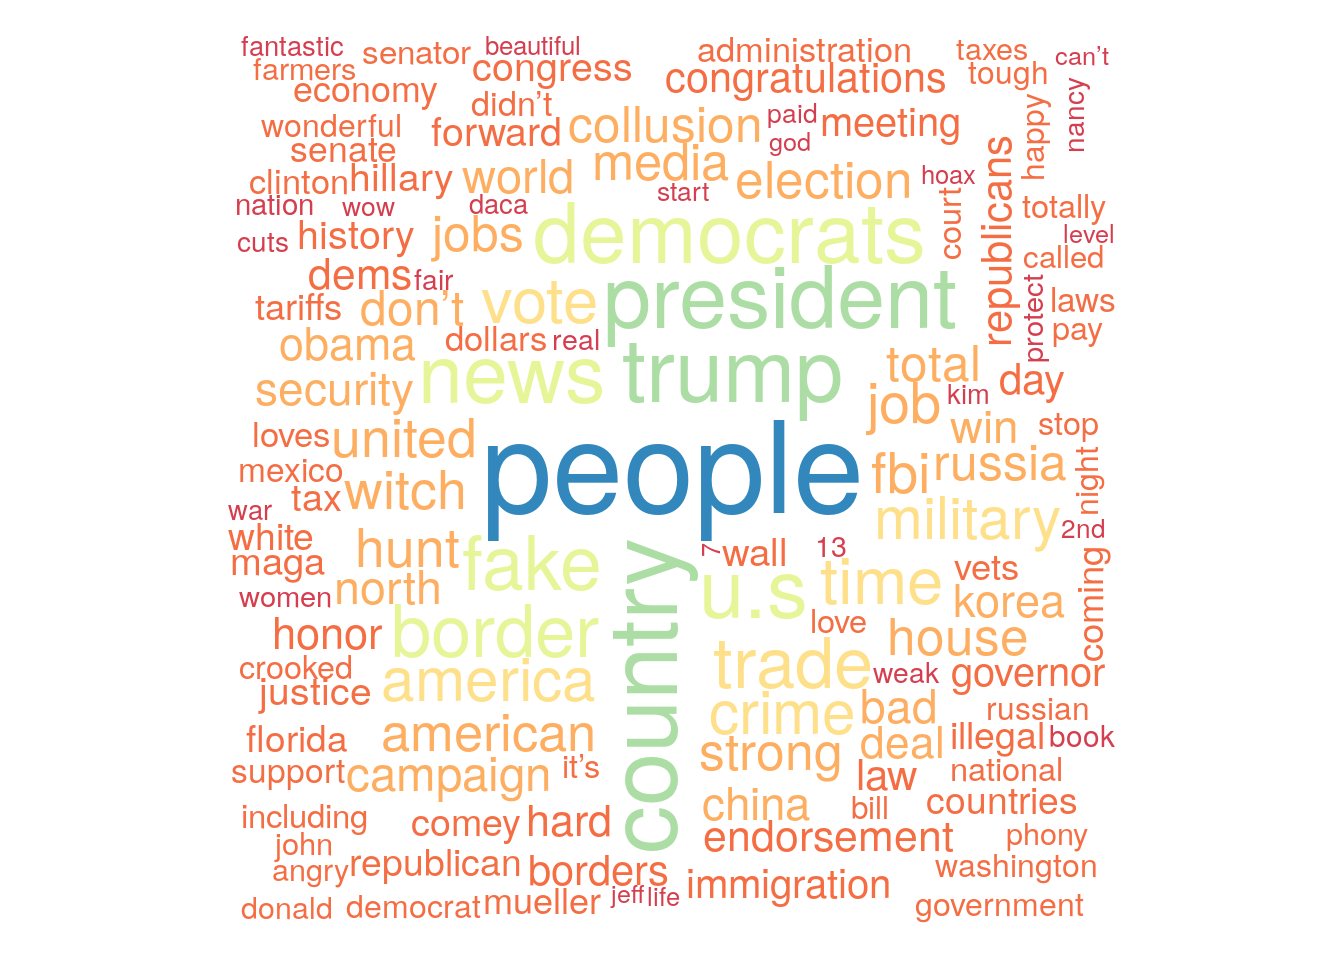 fantastic
senator
beautiful
administration
taxes
can't
farmers
congress
congratulations
tough
economy
didn't
paid
meeting
happy
nancy
wonderful
forward
collusion
god
senate
media
republicans
clinton
hillary
world
election
hoax
start
court
nation
wow
daca
totally
cuts
history
jobs
democrats
level
dems
fair
called
tariffs
don't
vote
president
protect
laws
obama
dollars
real
pay
security
news
trump
total
kim
day
job
loves
united
win
stop
mexico
people
fbi
russia
night
tax
witch
war
military
2nd
white
hunt
fake
7
wall
13
maga
u.s
time
vets
coming
women
north
country
korea
honor
border
love
house
crooked
america
trade
weak
governor
justice
crime
bad
russian
florida
american
strong
deal
illegal
book
support
campaign
it's
law
national
china
bill
countries
including
comey
hard
endorsement
phony
john
angry
republican
borders
immigration
washington
donald
democrat
mueller
jeff
life
government